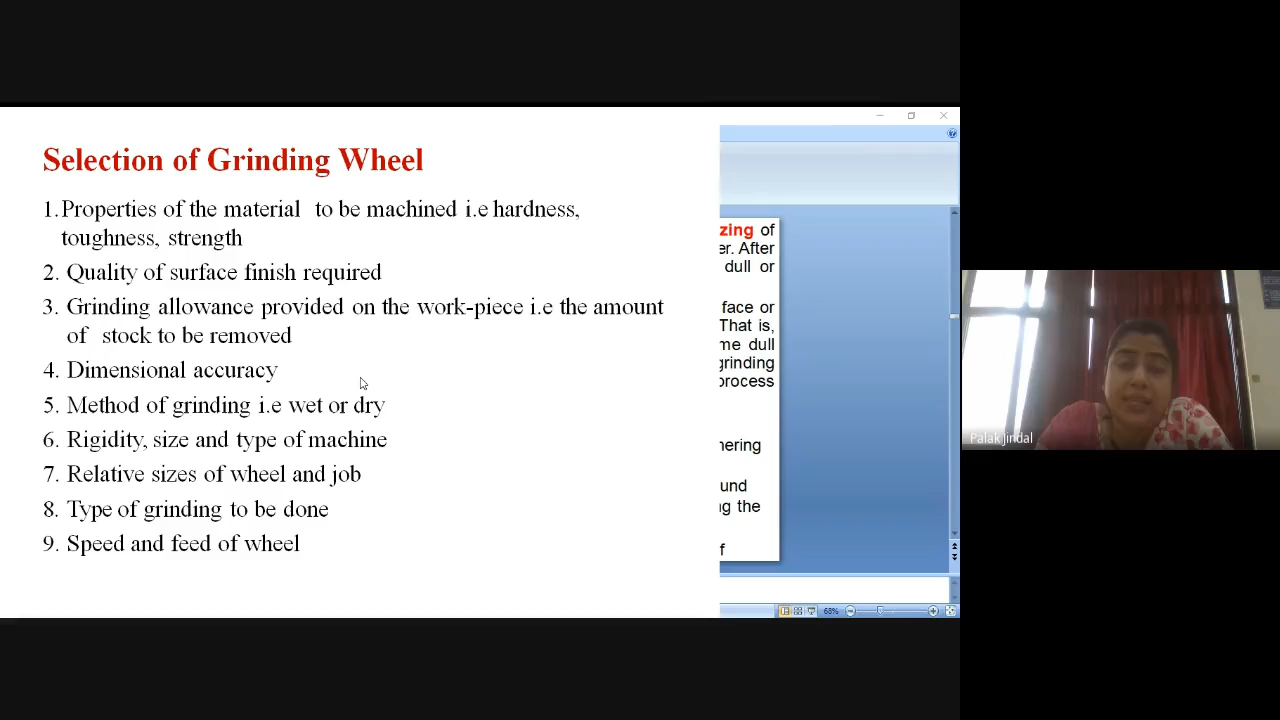 Selection of Grinding Wheel
1. Properties of the material to be machined i.e hardness,
toughness, strength
2. Quality of surface finish required
3. Grinding allowance provided on the work-piece i.e the amount
of stock to be removed
4. Dimensional accuracy
5. Method of grinding i.e wet or dry
6. Rigidity, size and type of machine
7. Relative sizes of wheel and job
8. Type of grinding to be done
9. Speed and feed of wheel
zing of
er. After
dull or
face or
That is,
me dull
grinding
process
hering
und
ng the
f
68%
Palak Jindal